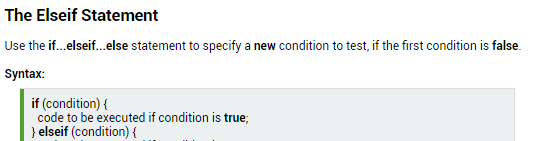 The Elseif Statement
Use the if...elseif...else statement to specify a new condition to test, if the first condition is false.
Syntax:
if (condition) {
code to be executed if condition is true;
} elseif (condition) {